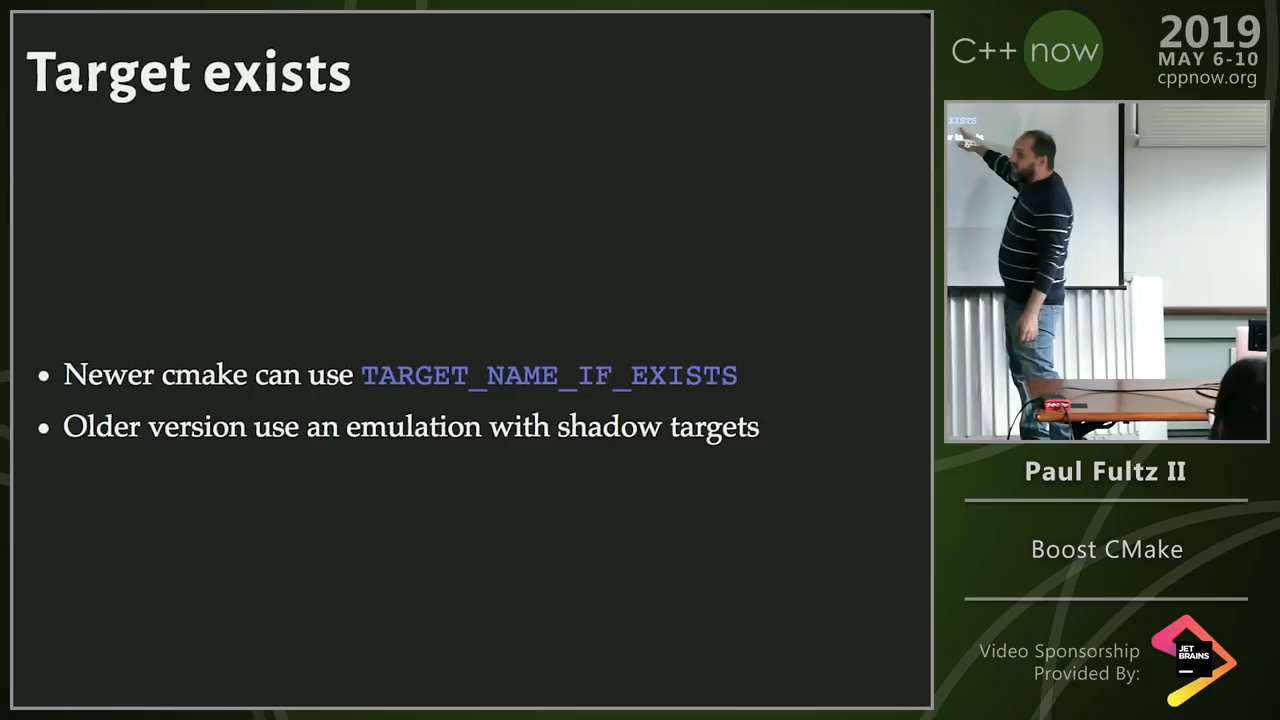 Target exists
Newer cmake can use TARGET_NAME_IF_EXISTS
Older version use an emulation with shadow targets
C++ now
2019
MAY 6-10
cppnow.org
Paul Fultz II
Boost CMake
Video Sponsorship
Provided By:
JET
BRAINS